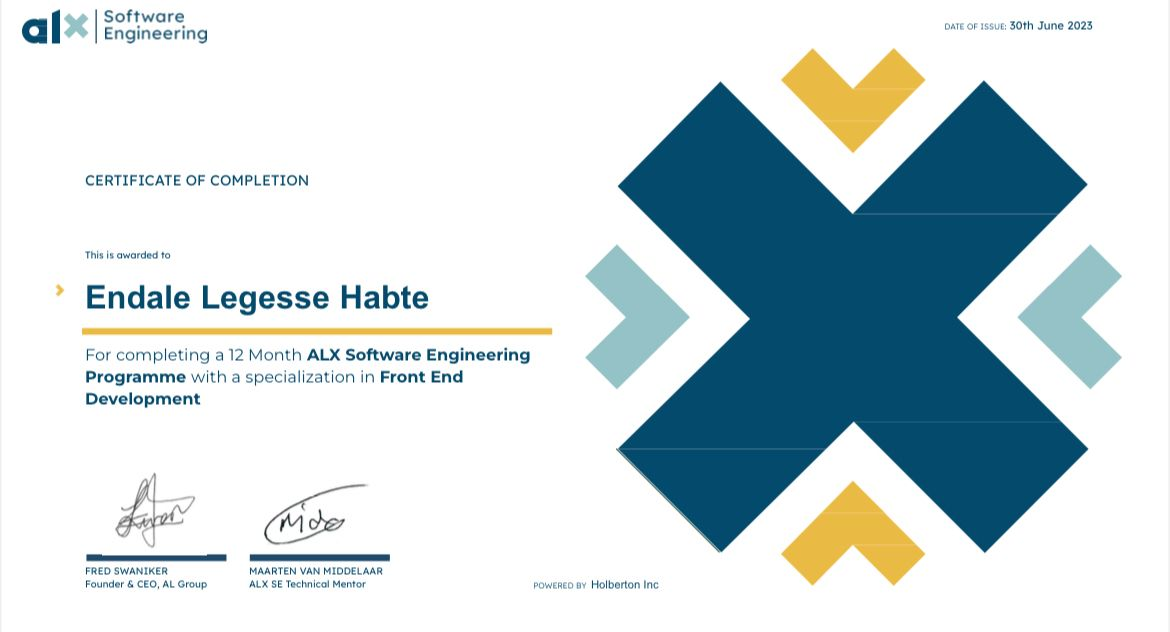 alx Software
Engineering
DATE OF ISSUE: 30th June 2023
CERTIFICATE OF COMPLETION
This is awarded to
Endale Legesse Habte
For completing a 12 Month ALX Software Engineering
Programme with a specialization in Front End
Development
FRED SWANIKER
Founder & CEO, AL Group
MAARTEN VAN MIDDELAAR
ALX SE Technical Mentor
POWERED BY Holberton Inc